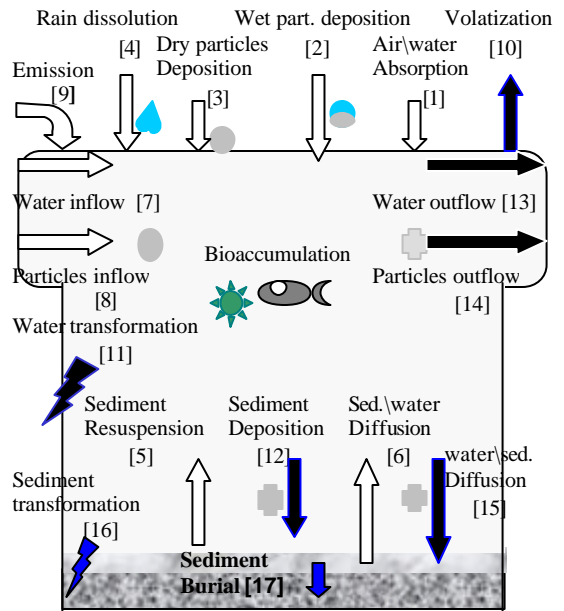 Rain dissolution
[4]
Wet part. deposition
[2]
Volatization
[10]
Dry particles
Deposition
[3]
Air\water
Absorption
[1]
Emission
[9]
Water inflow [7]
Water outflow [13]
Bioaccumulation
Particles inflow
[8]
Particles outflow
[14]
Water transformation
[11]
Sediment
Resuspension
[5]
Sediment
Deposition
[12]
Sed.\water
Diffusion
[6]
water\sed.
Diffusion
[15]
Sediment
transformation
[16]
Sediment
Burial [17]